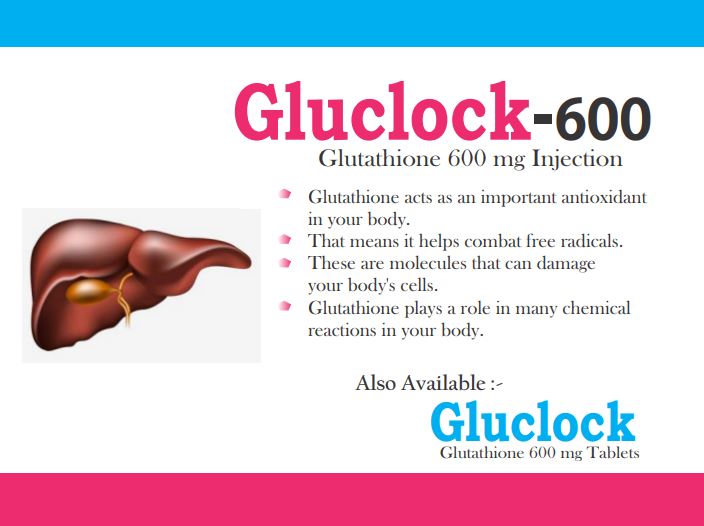 Gluclock-600
Glutathione 600 mg Injection
Glutathione acts as an important antioxidant
in your body.
That means it helps combat free radicals.
These are molecules that can damage
your body's cells.
Glutathione plays a role in many chemical
reactions in your body.
Also Available :-
Gluclock
Glutathione 600 mg Tablets